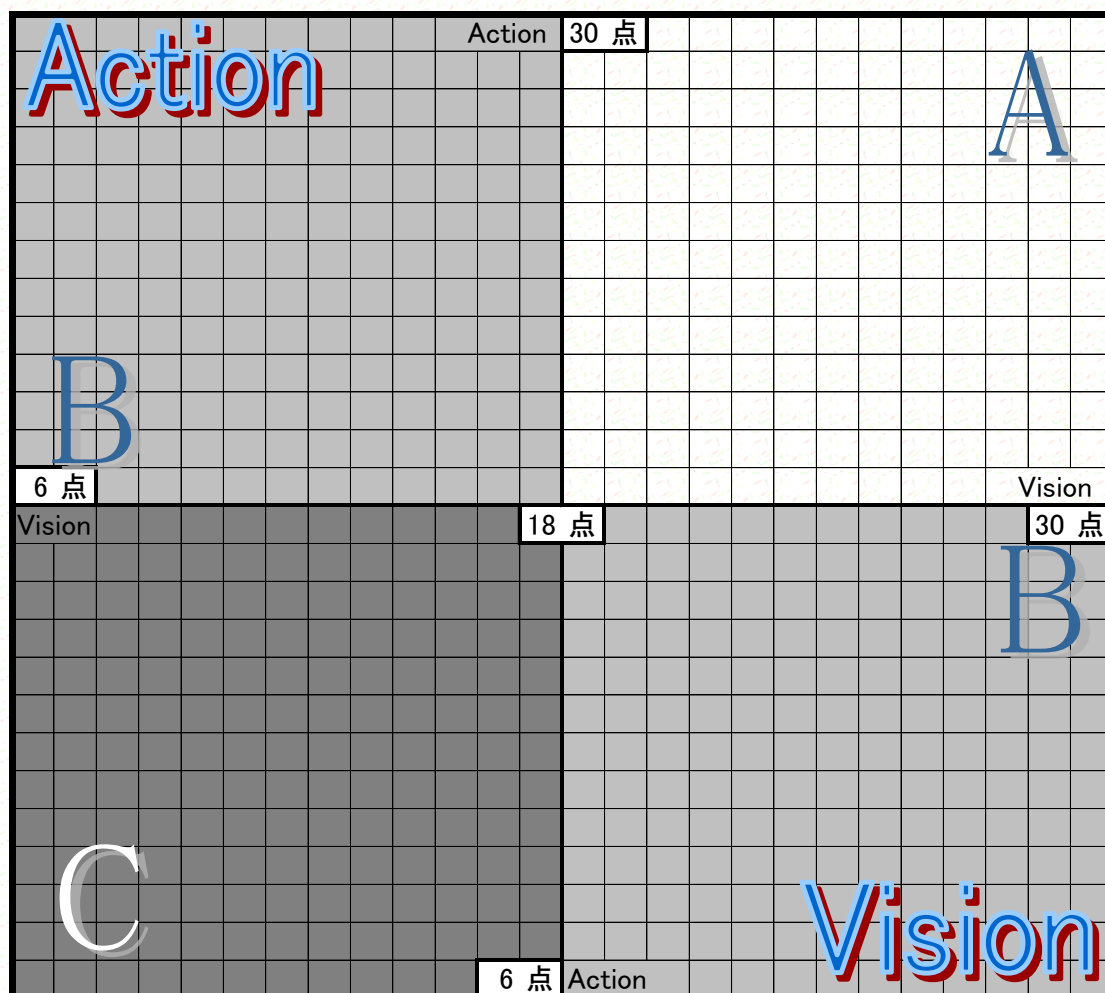 Action
Action
30 点
A
B
6 点
Vision
Vision
18 点
30 点
B
C
Vision
6 点
Action